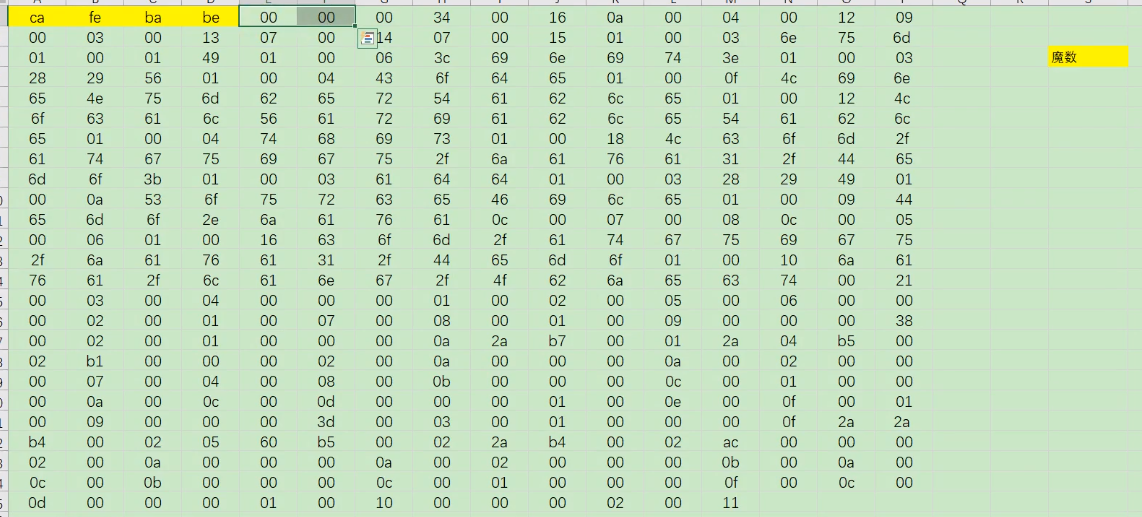 ca fe ba be 00 00 00 34 00 16 0a 00 04 00 12 09
00 03 00 13 07 00 14 07 00 15 01 00 03 6e 75 6d
魔数
01 00 01 49 01 00 06 3c 69 6e 69 74 3e 01 00 03
28 29 56 01 00 04 43 6f 64 65 01 00 0f 4c 69 6e
65 4e 75 6d 62 65 72 54 61 62 6c 65 01 00 12 4c
6f 63 61 6c 56 61 72 69 61 62 6c 65 54 61 62 6c
65 01 00 04 74 68 69 73 01 00 18 4c 63 6f 6d 2f
61 74 67 75 69 67 75 2f 6a 61 76 61 31 2f 44 65
6d 6f 3b 01 00 03 61 64 64 01 00 03 28 29 49 01
00 0a 53 6f 75 72 63 65 46 69 6c 65 01 00 09 44
65 6d 6f 2e 6a 61 76 61 0c 00 07 00 08 0c 00 05
00 06 01 00 16 63 6f 6d 2f 61 74 67 75 69 67 75
2f 6a 61 76 61 31 2f 44 65 6d 6f 01 00 10 6a 61
76 61 2f 6c 61 6e 67 2f 4f 62 6a 65 63 74 00 21
00 03 00 04 00 00 00 01 00 02 00 05 00 06 00 00
00 02 00 01 00 07 00 08 00 01 00 09 00 00 00 38
00 02 00 01 00 00 00 0a 2a b7 00 01 2a 04 b5 00
02 b1 00 00 00 02 00 0a 00 00 00 0a 00 02 00 00
00 07 00 04 00 08 00 0b 00 00 00 0c 00 01 00 00
00 0a 00 0c 00 0d 00 00 00 01 00 0e 00 0f 00 01
00 09 00 00 00 3d 00 03 00 01 00 00 00 0f 2a 2a
b4 00 02 05 60 b5 00 02 2a b4 00 02 ac 00 00 00
02 00 0a 00 00 00 0a 00 02 00 00 00 0b 00 0a 00
0c 00 0b 00 00 00 0c 00 01 00 00 00 0f 00 0c 00
0d 00 00 00 01 00 10 00 00 00 02 00 11